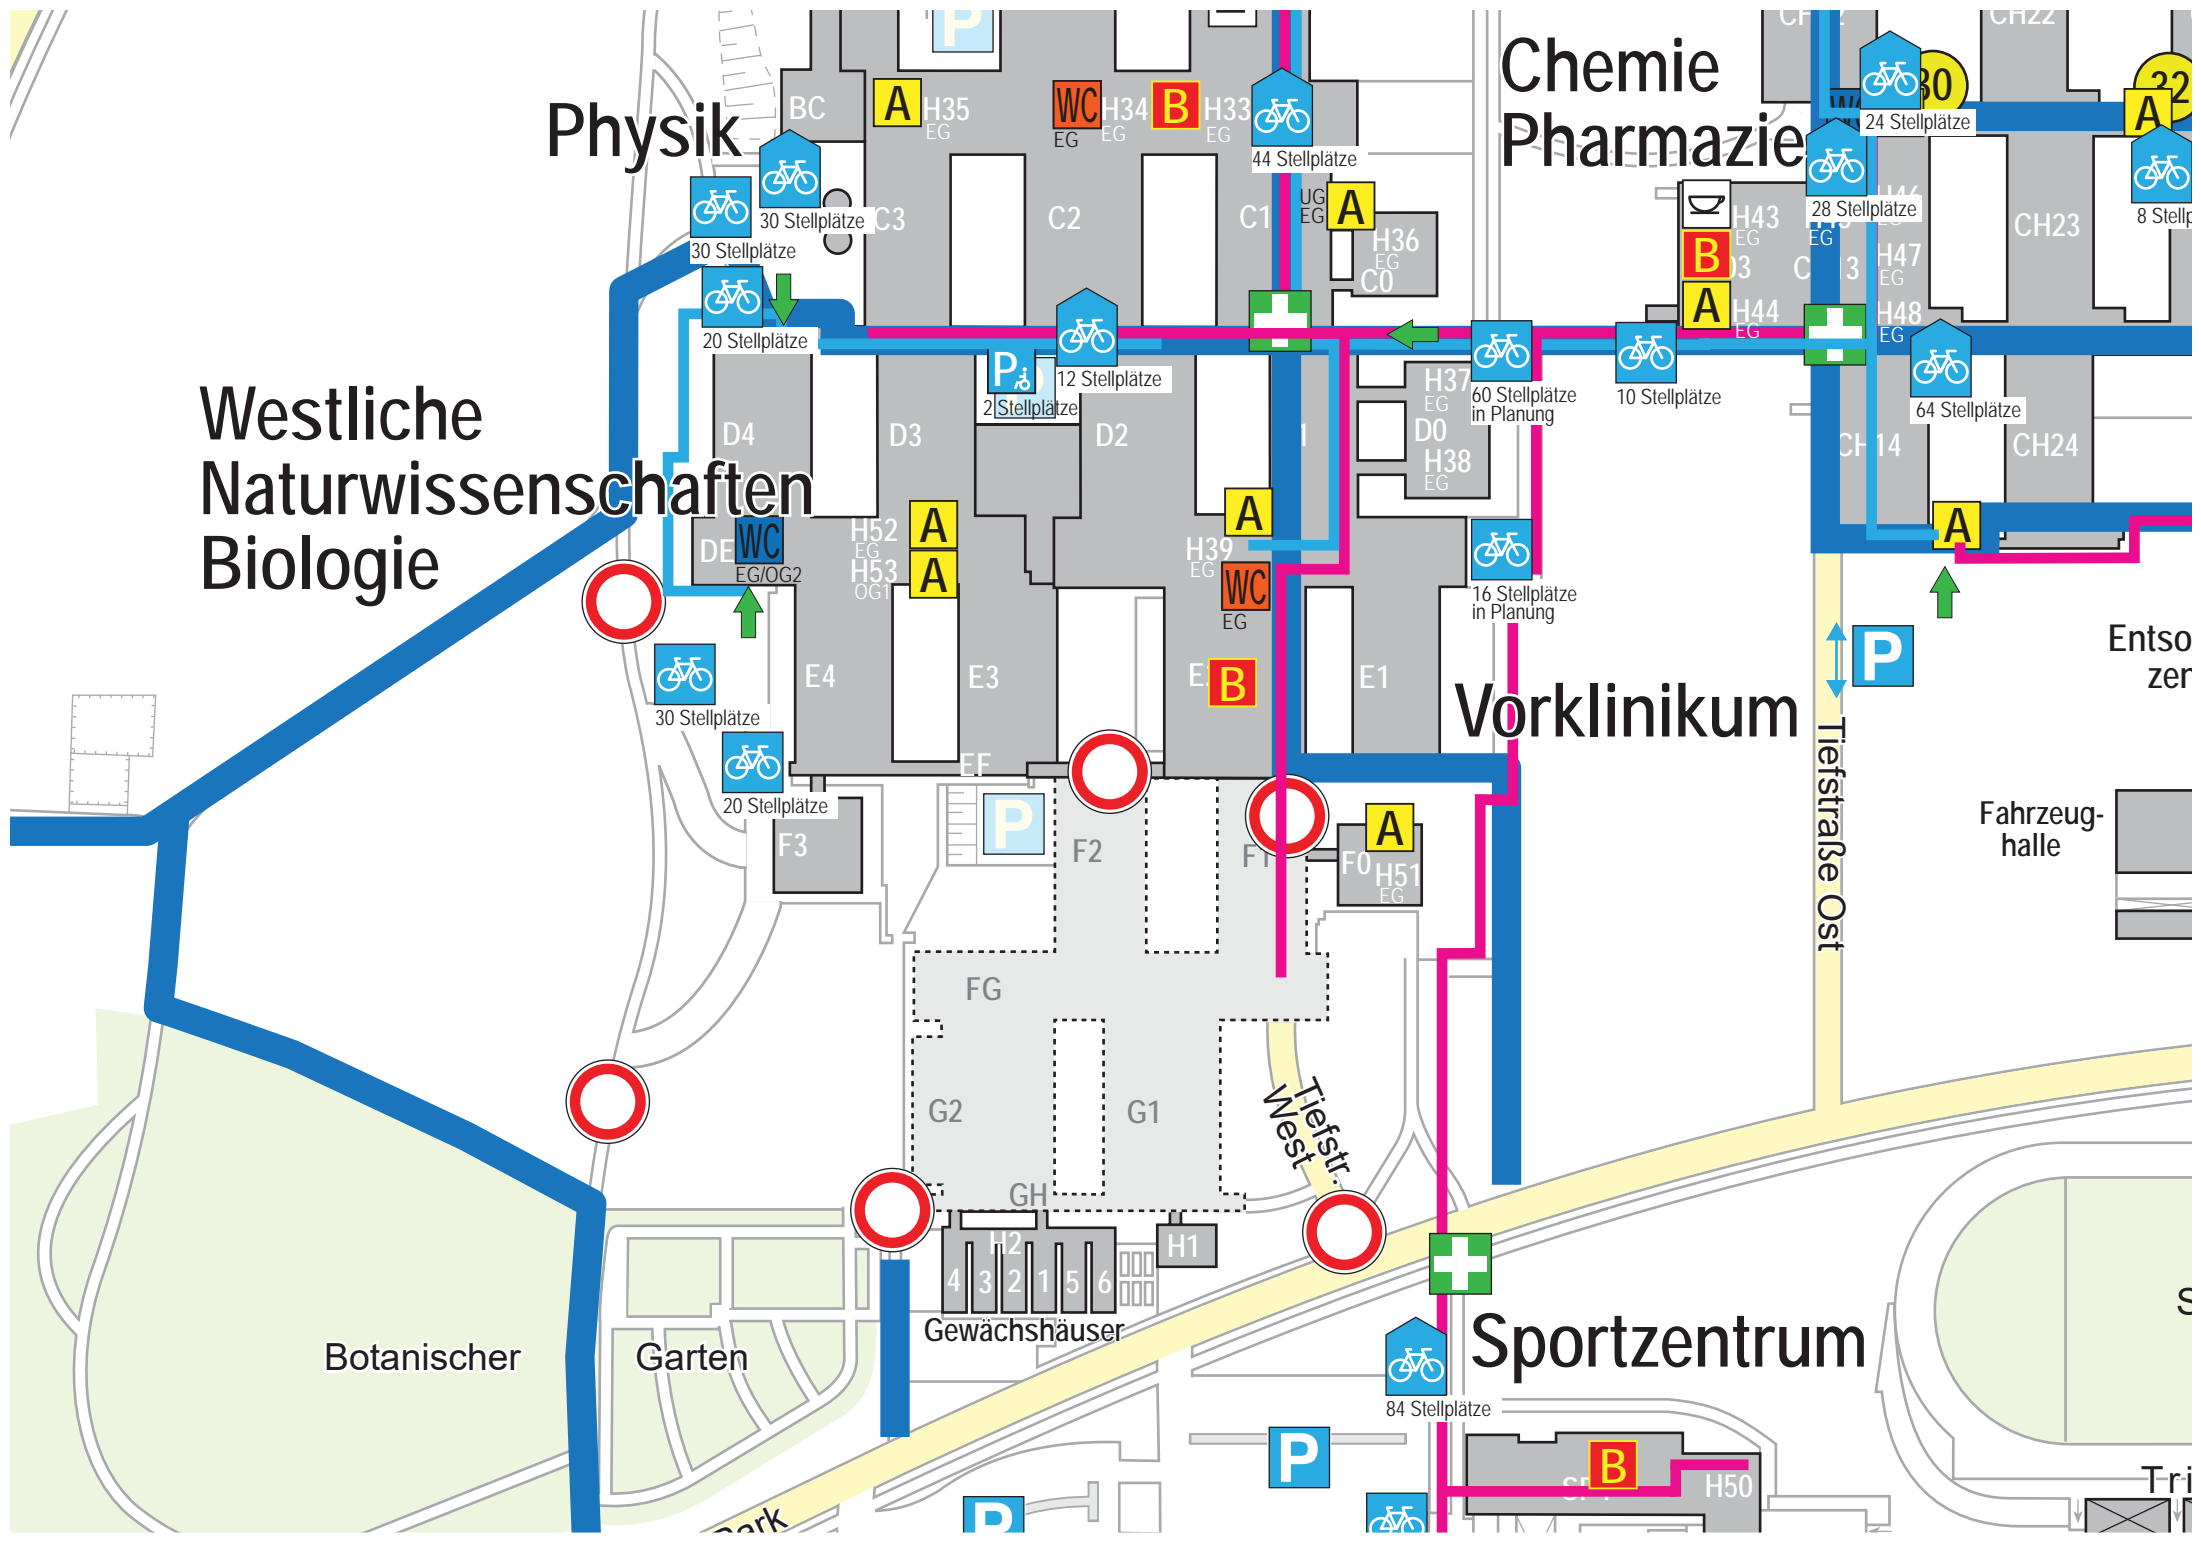 P
CH22
Chemie
Pharmazie
30
32
Physik
BC
A
H35
EG
WC
EG
H34
EG
B
H33
EG
44 Stellplätze
24 Stellplätze
A
8 Stellp
30 Stellplätze
30 Stellplätze
20 Stellplätze
C3
C2
C1
UG
EG
A
H36
EG
C0
28 Stellplätze
H43
EG
B
A
H44
EG
EG
H46
H47
EG
H48
EG
CH23
P
2 Stellplätze
12 Stellplätze
60 Stellplätze
in Planung
10 Stellplätze
64 Stellplätze
Westliche
Naturwissenschaften
Biologie
D4
D3
D2
H37
EG
D0
H38
EG
CH14
CH24
DE
WC
EG/OG2
H52
EG
A
H53
OG1
A
A
H39
EG
WC
EG
16 Stellplätze
in Planung
A
30 Stellplätze
20 Stellplätze
E4
E3
B
E1
Vorklinikum
P
Tiefstraße Ost
Entso
zen
EF
F3
P
F2
F1
A
F0
H51
EG
Fahrzeug-
halle
FG
G2
G1
Tiefstr.
West
GH
H2
H1
4
3
2
1
5
6
Gewächshäuser
Botanischer
Garten
Sportzentrum
84 Stellplätze
P
B
H50
P
Park
Tri